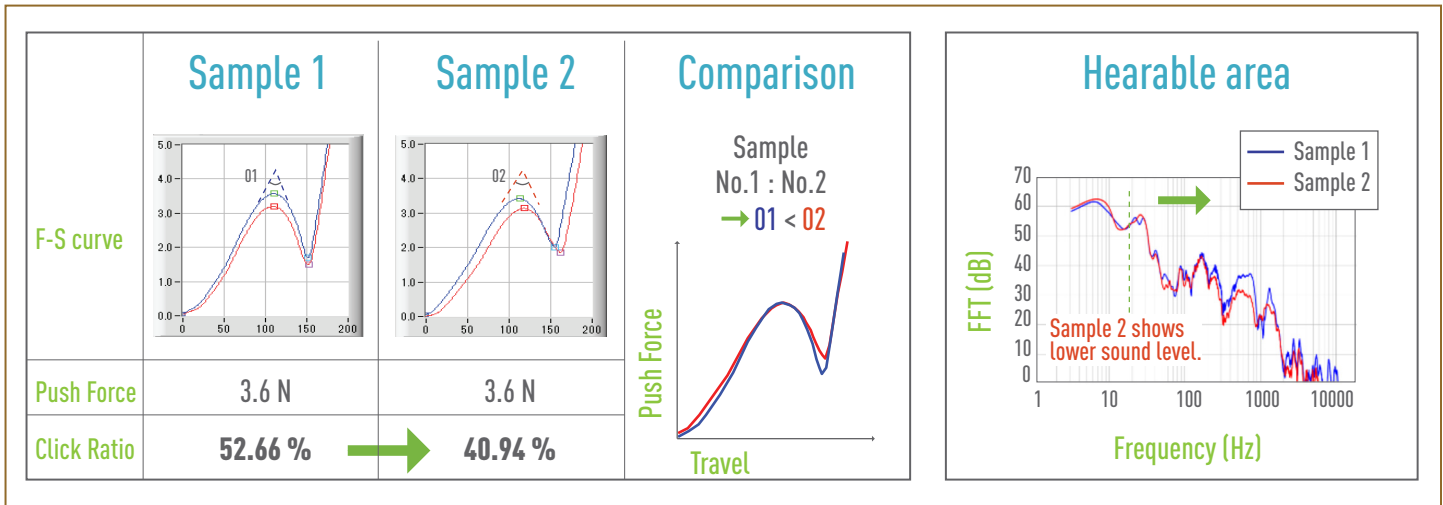 Sample 1
Sample 2
Comparison
F-S curve
5.0
4.0
3.0
2.0
1.0
0.0
0 50 100 150 200
01
5.0
4.0
3.0
2.0
1.0
0.0
0 50 100 150 200
02
Sample
No.1 : No.2
→ 01 < 02
Push Force
Travel
Push Force
3.6 N
3.6 N
Click Ratio
52.66 %
40.94 %
Hearable area
Sample 1
Sample 2
FFT (dB)
70
60
50
40
30
20
10
0
Sample 2 shows
lower sound level.
1 10 100 1000 10000
Frequency (Hz)